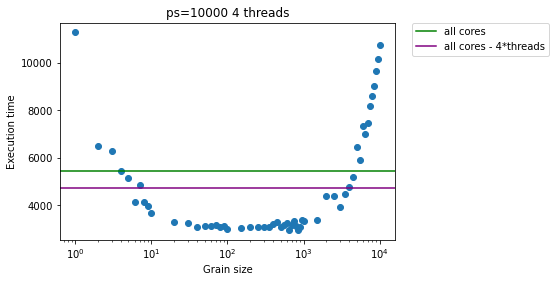 ps=10000 4 threads
all cores
all cores - 4*threads
Execution time
10000
8000
6000
4000
10⁰
10¹
10²
10³
10⁴
Grain size